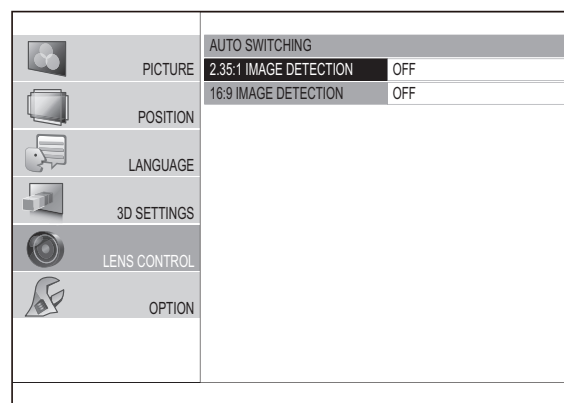 PICTURE
POSITION
LANGUAGE
3D SETTINGS
LENS CONTROL
OPTION
AUTO SWITCHING
2.35:1 IMAGE DETECTION OFF
16:9 IMAGE DETECTION OFF